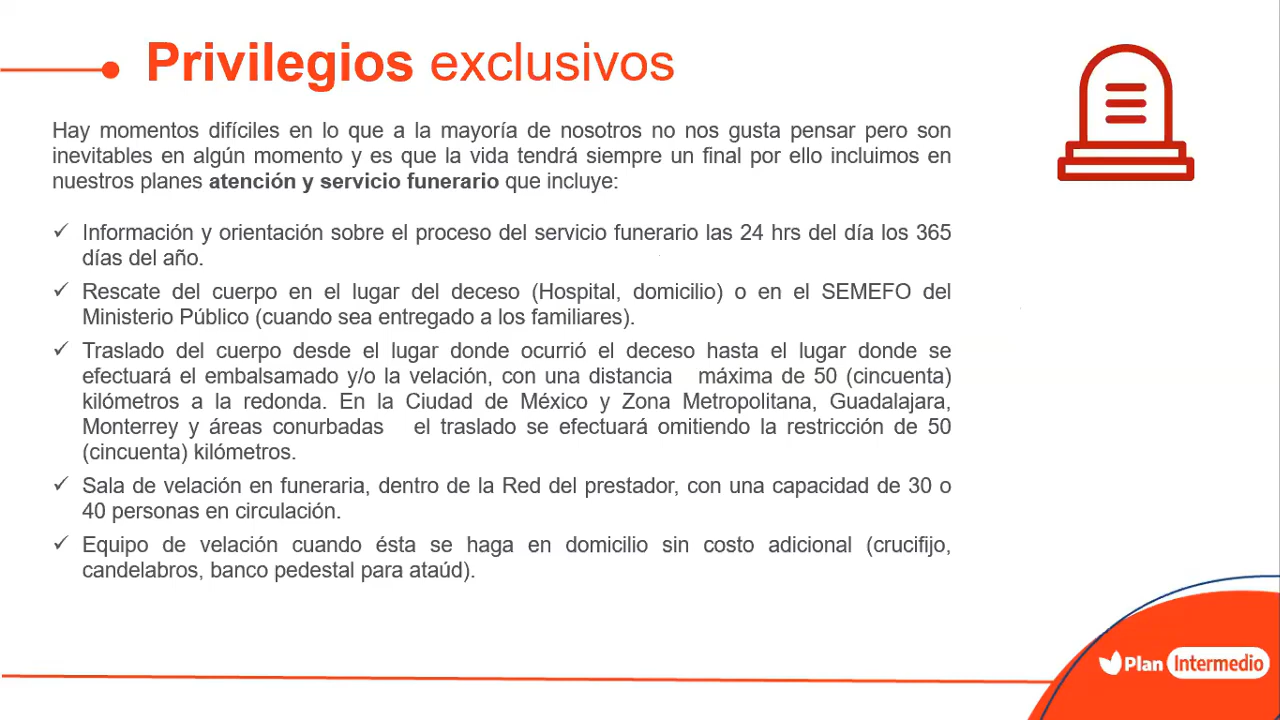 Privilegios exclusivos
Hay momentos difíciles en lo que a la mayoría de nosotros no nos gusta pensar pero son
inevitables en algún momento y es que la vida tendrá siempre un final por ello incluimos en
nuestros planes atención y servicio funerario que incluye:
✓ Información y orientación sobre el proceso del servicio funerario las 24 hrs del día los 365
días del año.
✓ Rescate del cuerpo en el lugar del deceso (Hospital, domicilio) o en el SEMEFO del
Ministerio Público (cuando sea entregado a los familiares).
✓ Traslado del cuerpo desde el lugar donde ocurrió el deceso hasta el lugar donde se
efectuará el embalsamado y/o la velación, con una distancia máxima de 50 (cincuenta)
kilómetros a la redonda. En la Ciudad de México y Zona Metropolitana, Guadalajara,
Monterrey y áreas conurbadas el traslado se efectuará omitiendo la restricción de 50
(cincuenta) kilómetros.
✓ Sala de velación en funeraria, dentro de la Red del prestador, con una capacidad de 30 o
40 personas en circulación.
✓ Equipo de velación cuando ésta se haga en domicilio sin costo adicional (crucifijo,
candelabros, banco pedestal para ataúd).
Plan Intermedio